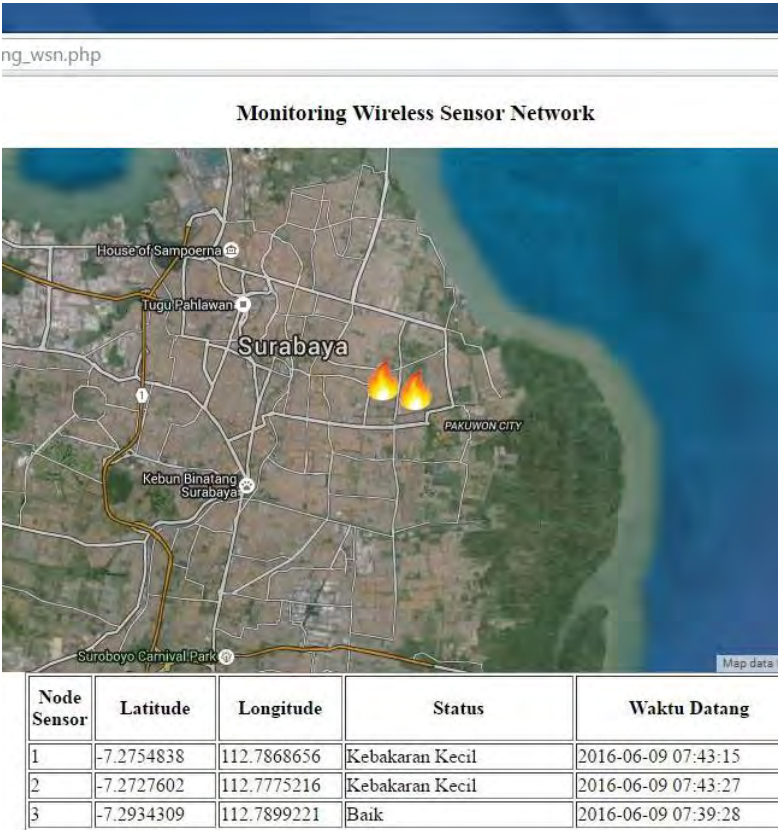 ng_wsn.php
Monitoring Wireless Sensor Network
House of Sampoerna
Tugu Pahlawan
Surabaya
1
PAKUWON CITY
Kebun Binatang
Surabaya
Suroboyo Carnival Park
Map data
Node Sensor Latitude Longitude Status Waktu Datang
1 -7.2754838 112.7868656 Kebakaran Kecil 2016-06-09 07:43:15
2 -7.2727602 112.7775216 Kebakaran Kecil 2016-06-09 07:43:27
3 -7.2934309 112.7899221 Baik 2016-06-09 07:39:28